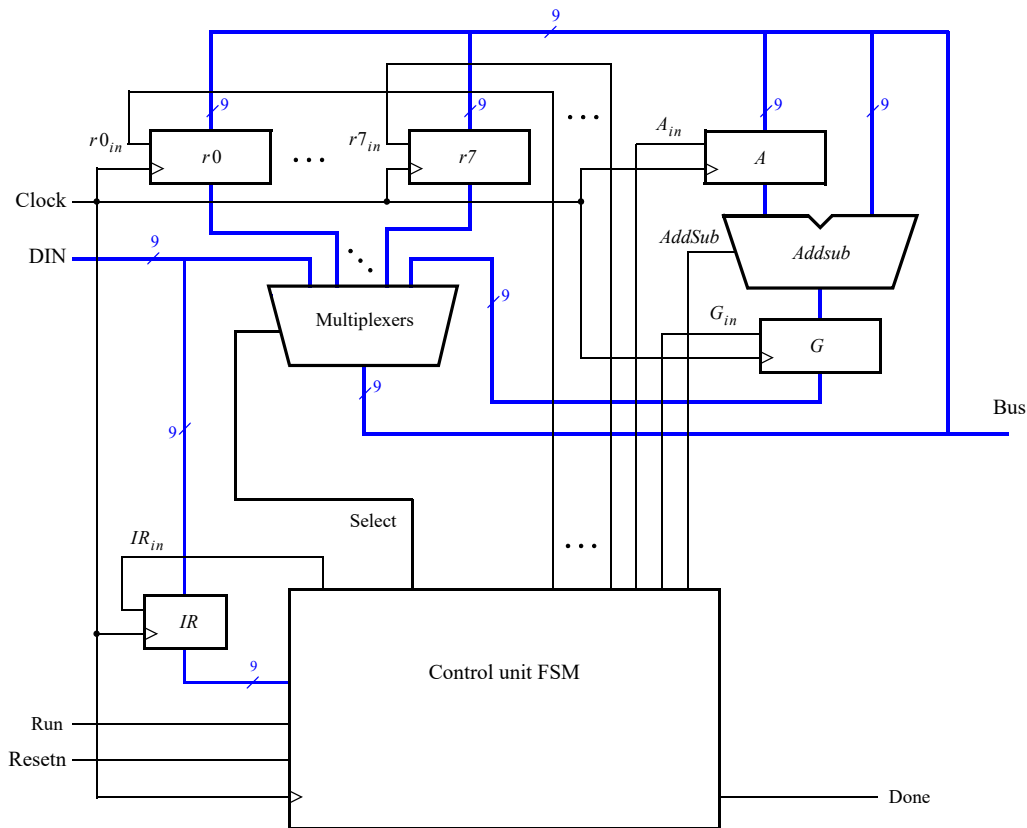 9
9
9
9
9
r0in
r0
• • •
r7in
r7
• • •
Ain
A
Clock
DIN
9
AddSub
Addsub
Multiplexers
9
Gin
G
9
Bus
9
Select
• • •
IRin
IR
9
Control unit FSM
Run
Resetn
Done